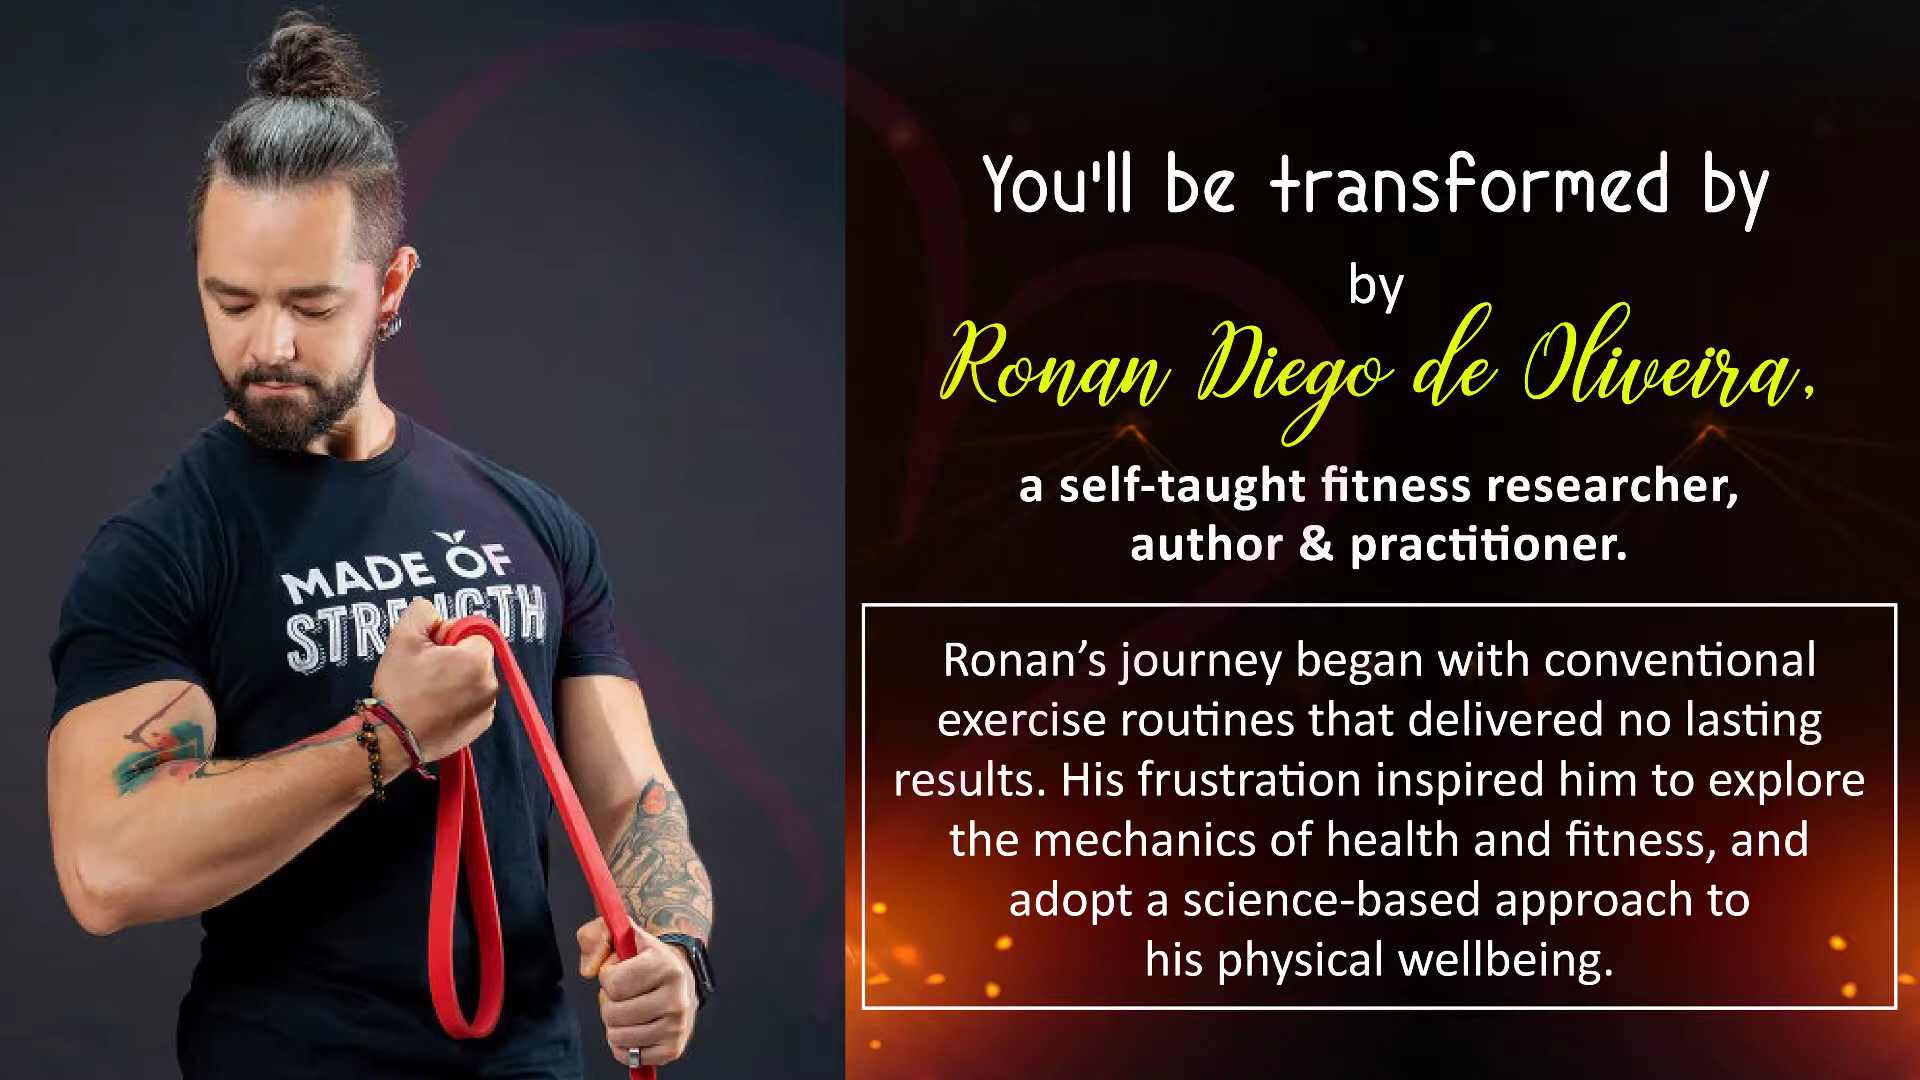 MADE OF
STRENGTH
You'll be transformed by
by
Ronan Diego de Oliveira,
a self-taught fitness researcher,
author & practitioner.
Ronan’s journey began with conventional
exercise routines that delivered no lasting
results. His frustration inspired him to explore
the mechanics of health and fitness, and
adopt a science-based approach to
his physical wellbeing.